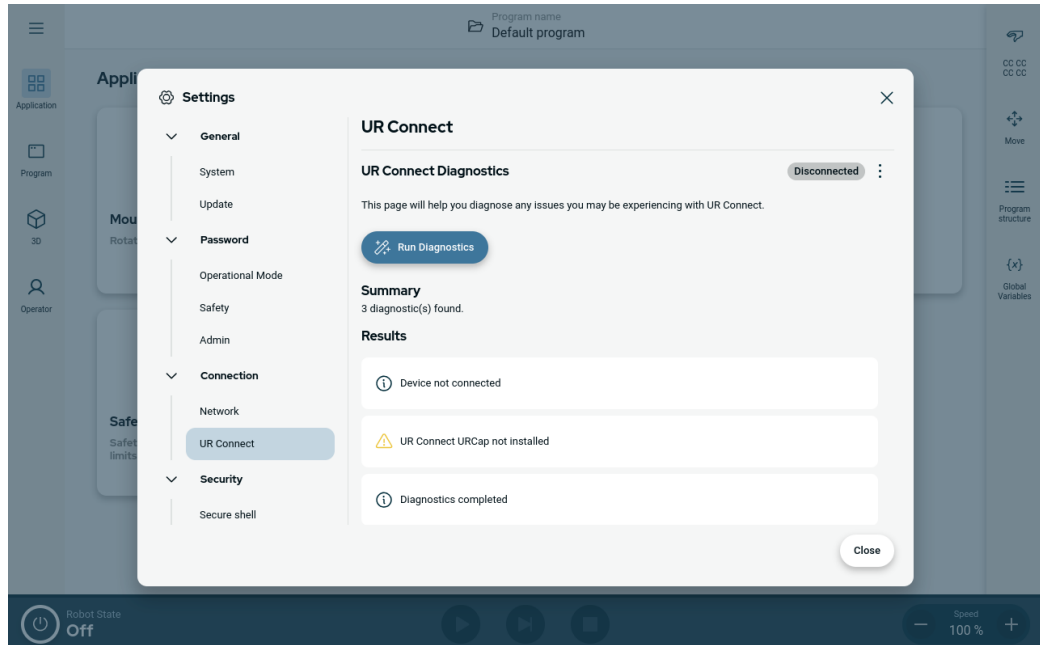 Program name
Default program
Application
Program
3D
Operator
Appli
Mou
Rotat
Safe
Safet
limits
Settings
General
System
Update
Password
Operational Mode
Safety
Admin
Connection
Network
UR Connect
Security
Secure shell
UR Connect
UR Connect Diagnostics
Disconnected
This page will help you diagnose any issues you may be experiencing with UR Connect.
Run Diagnostics
Summary
3 diagnostic(s) found.
Results
Device not connected
UR Connect URCap not installed
Diagnostics completed
Close
CC CC
CC CC
Move
Program
structure
{x}
Global
Variables
Robot State
Off
Speed
100 %